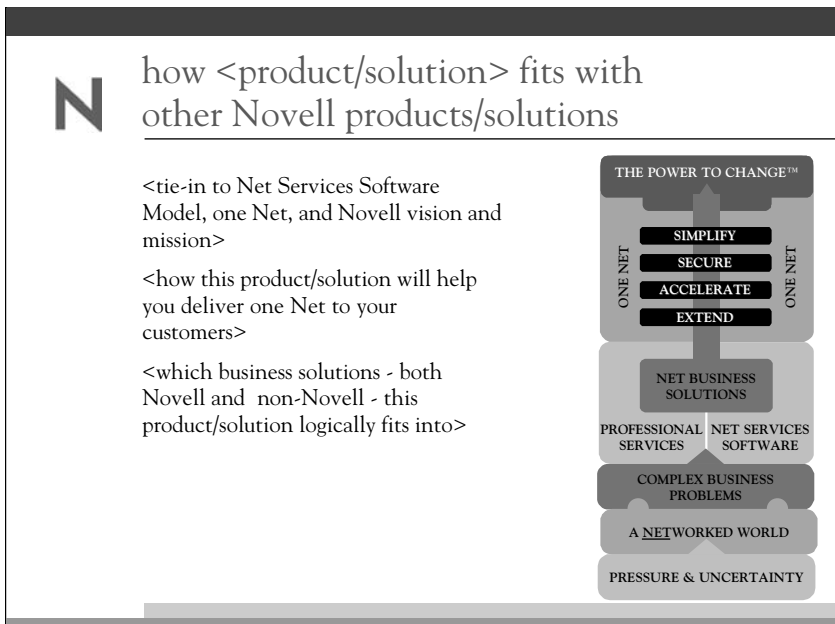 N
how <product/solution> fits with
other Novell products/solutions
<tie-in to Net Services Software
Model, one Net, and Novell vision and
mission>
<how this product/solution will help
you deliver one Net to your
customers>
<which business solutions - both
Novell and  non-Novell - this
product/solution logically fits into>
THE POWER TO CHANGE™
ONE NET
SIMPLIFY
SECURE
ACCELERATE
EXTEND
ONE NET
NET BUSINESS
SOLUTIONS
PROFESSIONAL
SERVICES
NET SERVICES
SOFTWARE
COMPLEX BUSINESS
PROBLEMS
A NETWORKED WORLD
PRESSURE & UNCERTAINTY